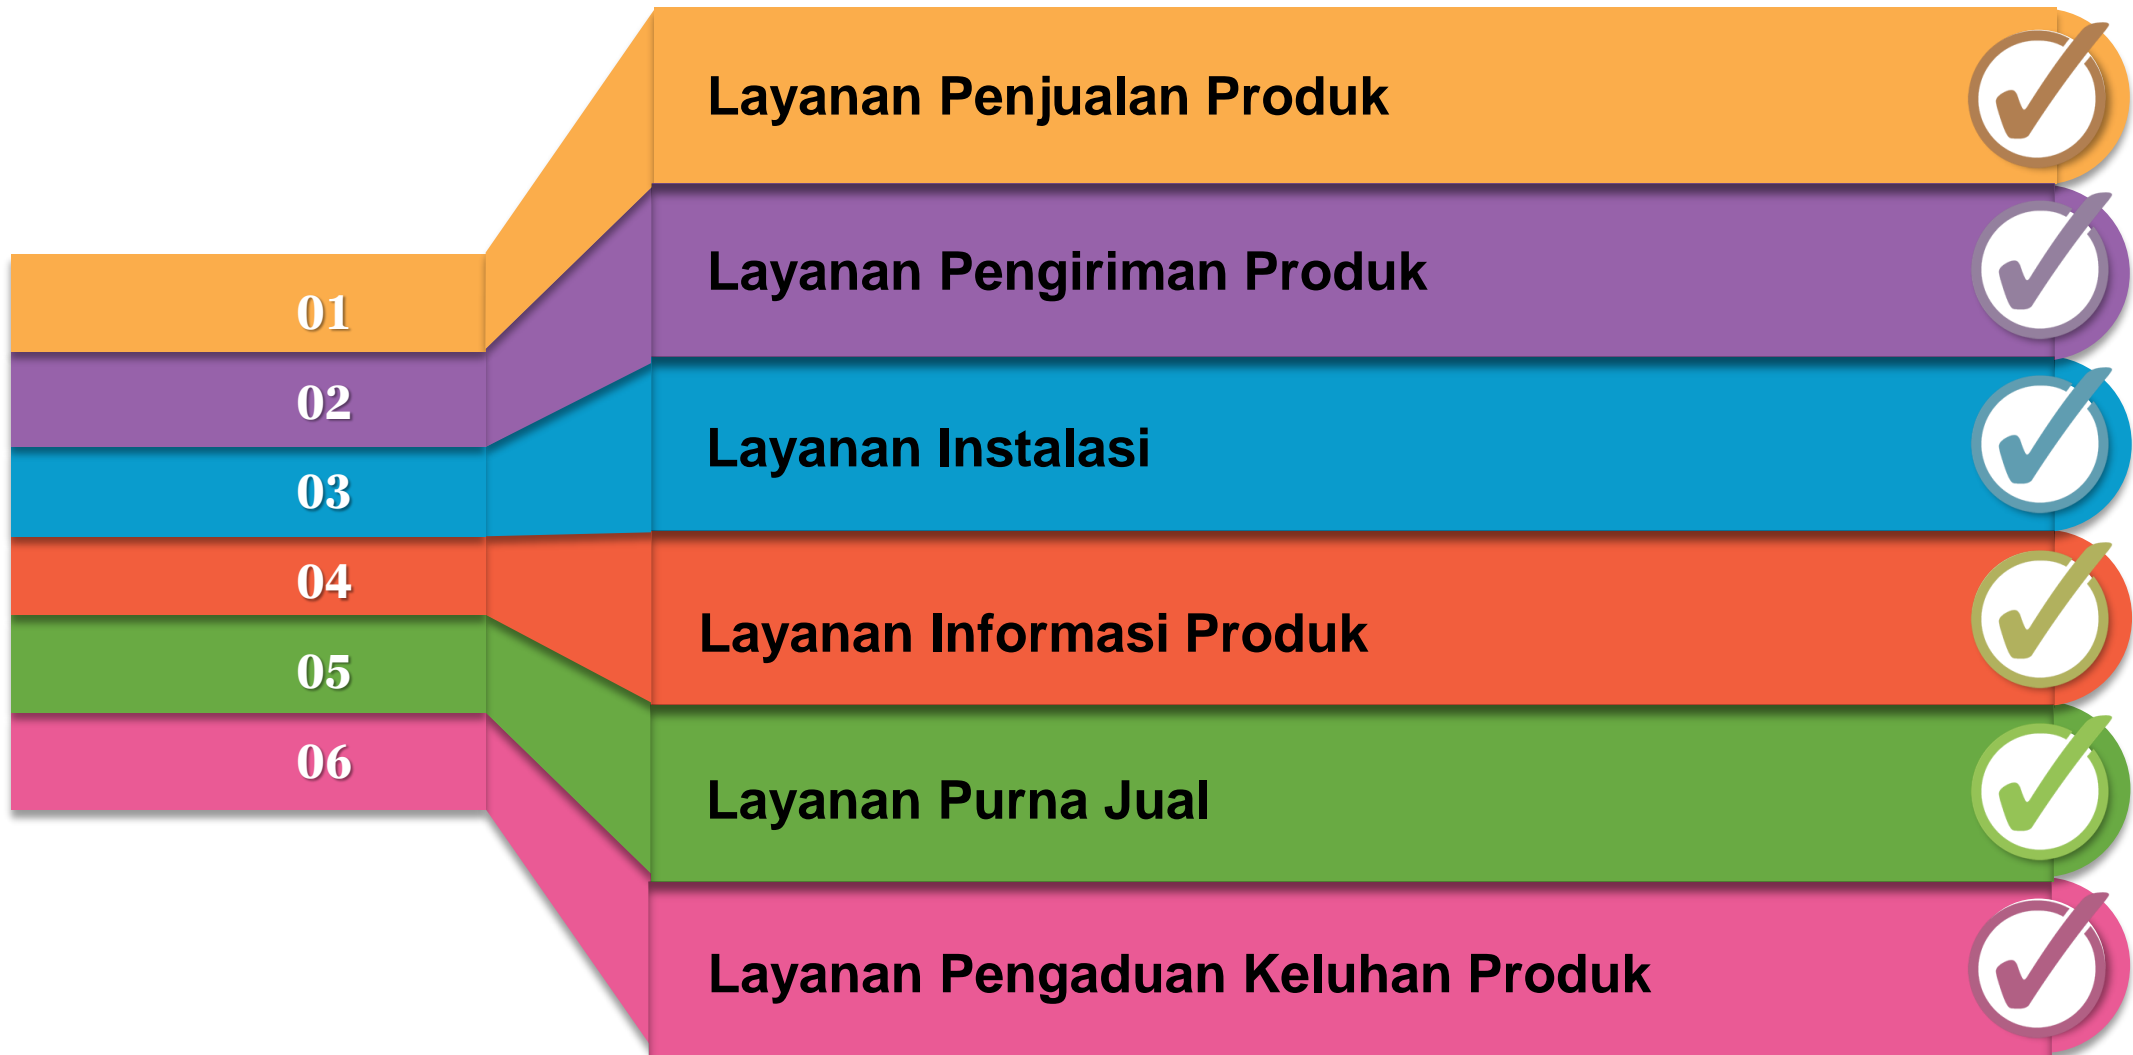 01 Layanan Penjualan Produk
02 Layanan Pengiriman Produk
03 Layanan Instalasi
04 Layanan Informasi Produk
05 Layanan Purna Jual
06 Layanan Pengaduan Keluhan Produk